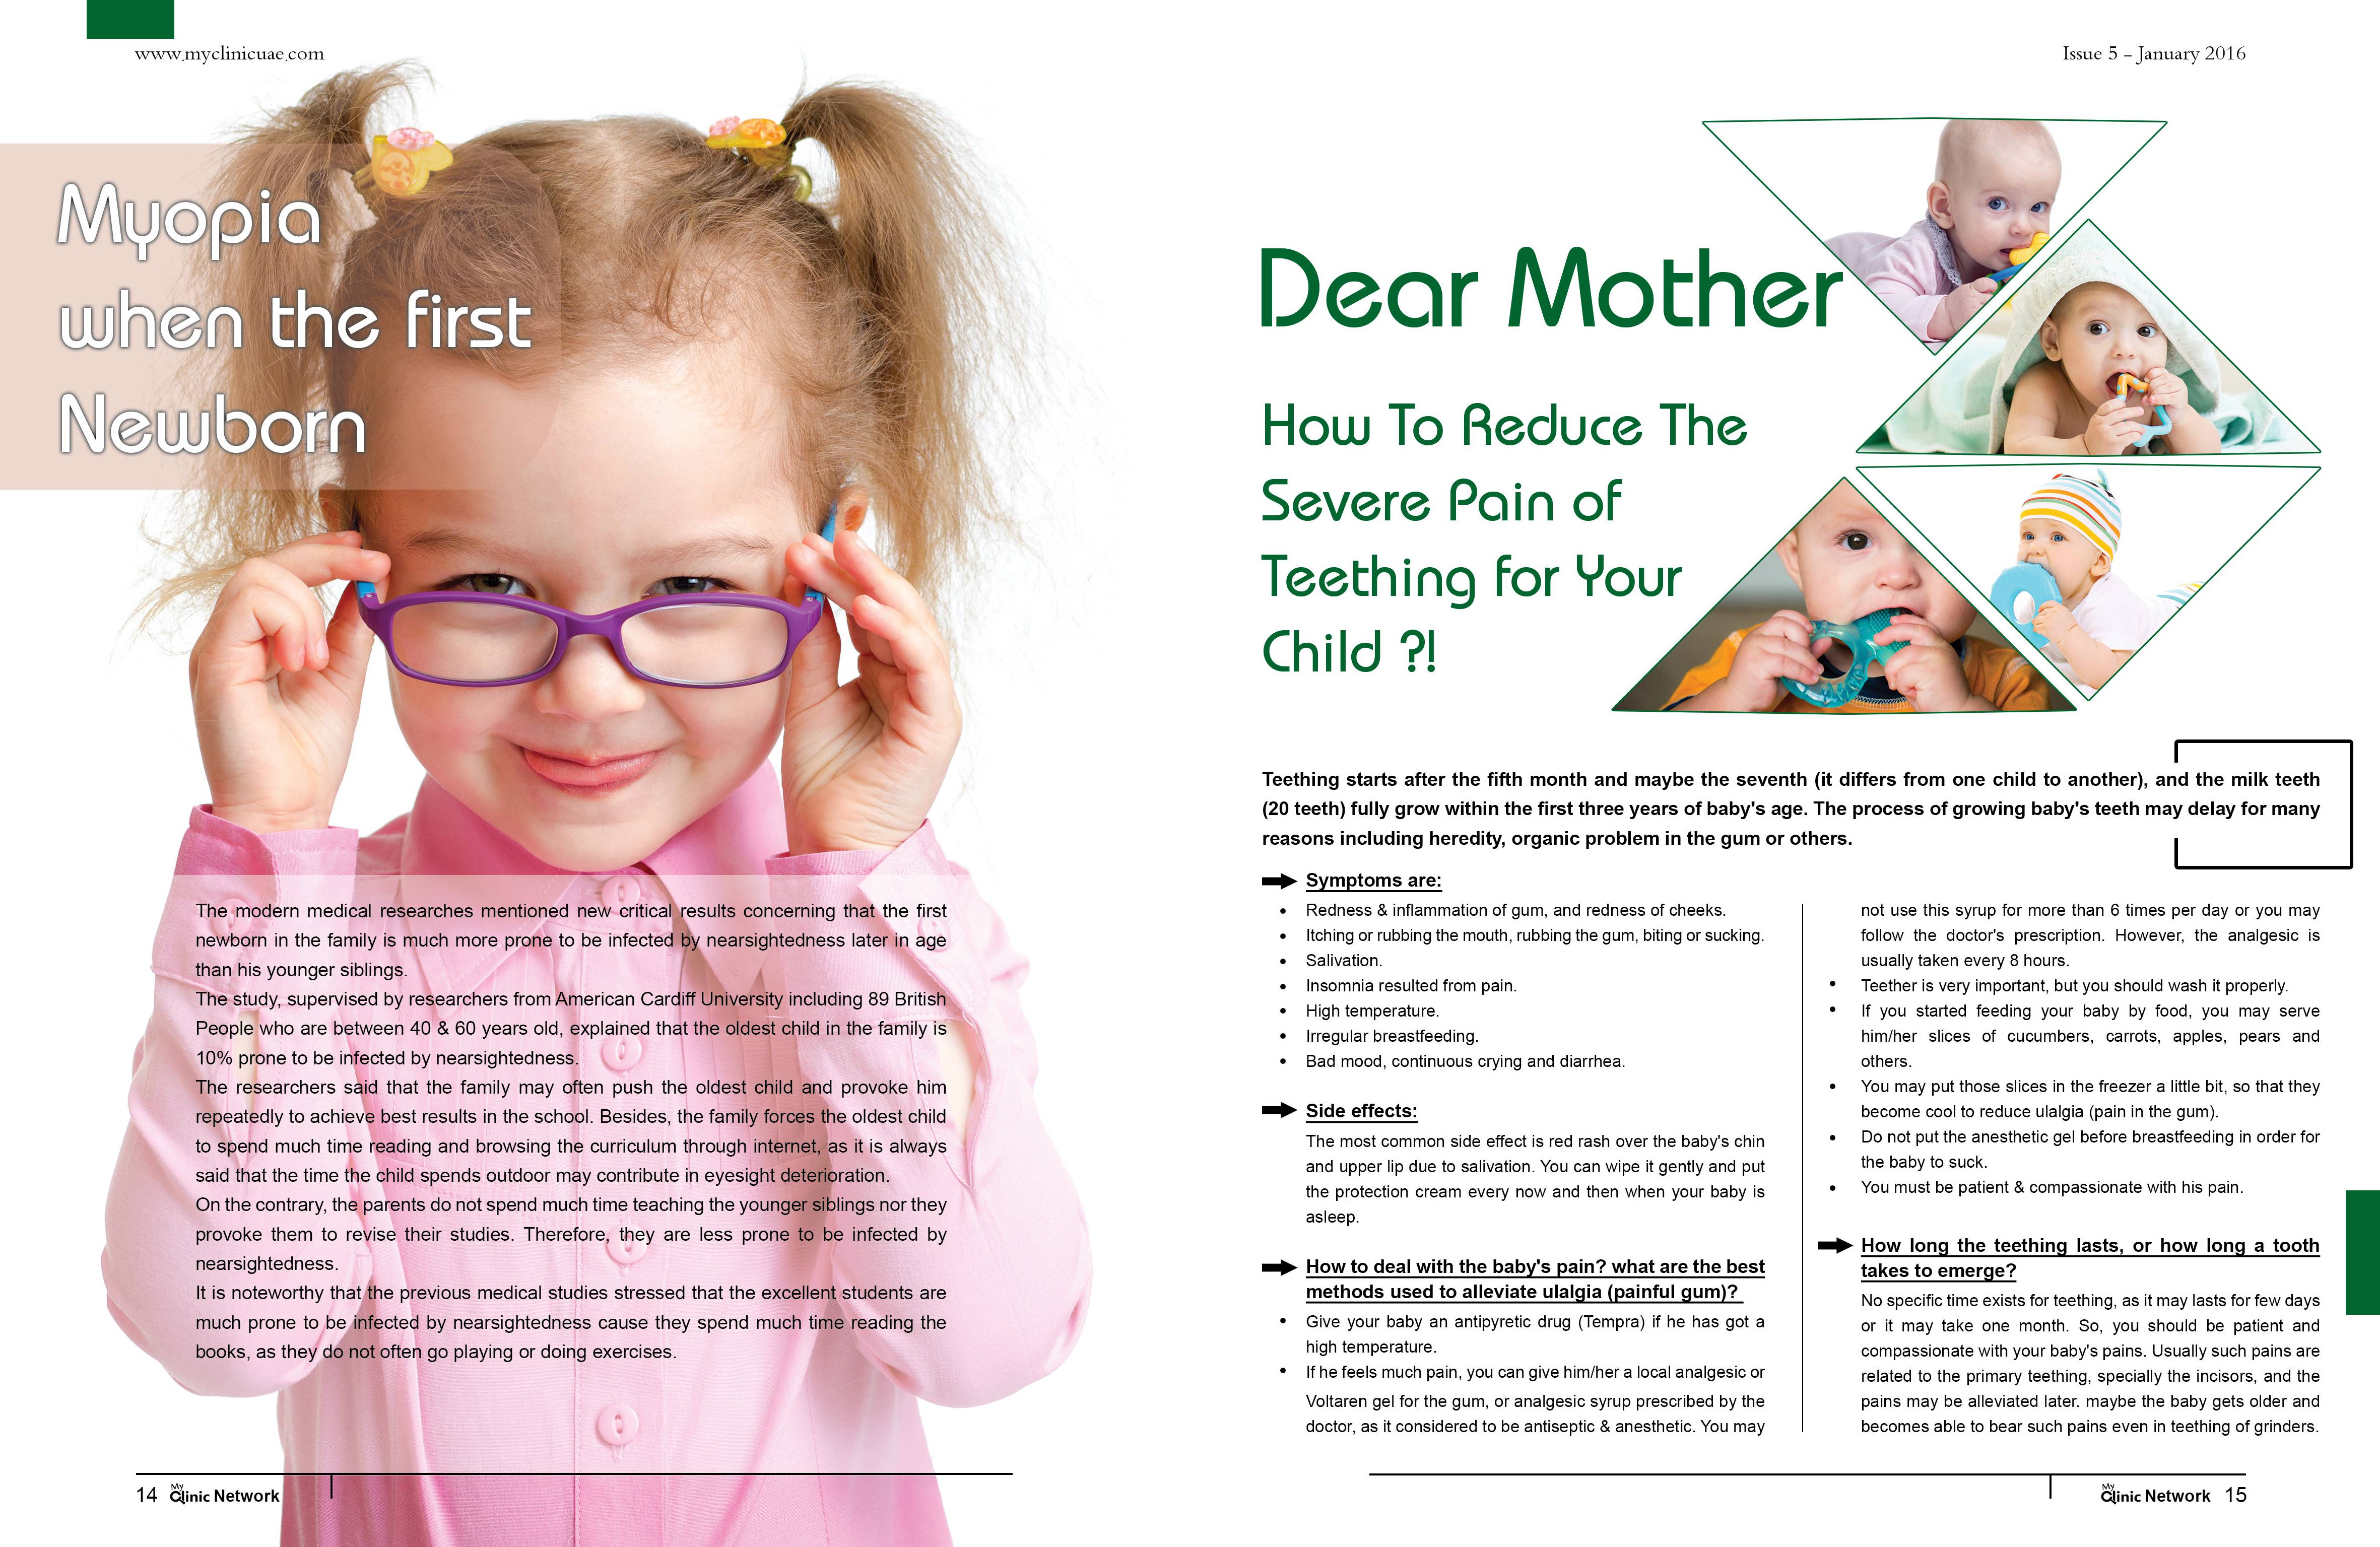 www.myclinicuae.com
Myopia
when the first
Newborn
The modern medical researches mentioned new critical results concerning that the first
newborn in the family is much more prone to be infected by nearsightedness later in age
than his younger siblings.
The study, supervised by researchers from American Cardiff University including 89 British
People who are between 40 & 60 years old, explained that the oldest child in the family is
10% prone to be infected by nearsightedness.
The researchers said that the family may often push the oldest child and provoke him
repeatedly to achieve best results in the school. Besides, the family forces the oldest child
to spend much time reading and browsing the curriculum through internet, as it is always
said that the time the child spends outdoor may contribute in eyesight deterioration.
On the contrary, the parents do not spend much time teaching the younger siblings nor they
provoke them to revise their studies. Therefore, they are less prone to be infected by
nearsightedness.
It is noteworthy that the previous medical studies stressed that the excellent students are
much prone to be infected by nearsightedness cause they spend much time reading the
books, as they do not often go playing or doing exercises.
14 My Clinic Network
Issue 5 – January 2016
Dear Mother
How To Reduce The
Severe Pain of
Teething for Your
Child ?!
Teething starts after the fifth month and maybe the seventh (it differs from one child to another), and the milk teeth
(20 teeth) fully grow within the first three years of baby's age. The process of growing baby's teeth may delay for many
reasons including heredity, organic problem in the gum or others.
Symptoms are:
• Redness & inflammation of gum, and redness of cheeks.
• Itching or rubbing the mouth, rubbing the gum, biting or sucking.
• Salivation.
• Insomnia resulted from pain.
• High temperature.
• Irregular breastfeeding.
• Bad mood, continuous crying and diarrhea.
Side effects:
The most common side effect is red rash over the baby's chin
and upper lip due to salivation. You can wipe it gently and put
the protection cream every now and then when your baby is
asleep.
How to deal with the baby's pain? what are the best
methods used to alleviate ulalgia (painful gum)?
• Give your baby an antipyretic drug (Tempra) if he has got a
high temperature.
• If he feels much pain, you can give him/her a local analgesic or
Voltaren gel for the gum, or analgesic syrup prescribed by the
doctor, as it considered to be antiseptic & anesthetic. You may
not use this syrup for more than 6 times per day or you may
follow the doctor's prescription. However, the analgesic is
usually taken every 8 hours.
• Teether is very important, but you should wash it properly.
• If you started feeding your baby by food, you may serve
him/her slices of cucumbers, carrots, apples, pears and
others.
• You may put those slices in the freezer a little bit, so that they
become cool to reduce ulalgia (pain in the gum).
• Do not put the anesthetic gel before breastfeeding in order for
the baby to suck.
• You must be patient & compassionate with his pain.
How long the teething lasts, or how long a tooth
takes to emerge?
No specific time exists for teething, as it may lasts for few days
or it may take one month. So, you should be patient and
compassionate with your baby's pains. Usually such pains are
related to the primary teething, specially the incisors, and the
pains may be alleviated later. maybe the baby gets older and
becomes able to bear such pains even in teething of grinders.
My Clinic Network 15